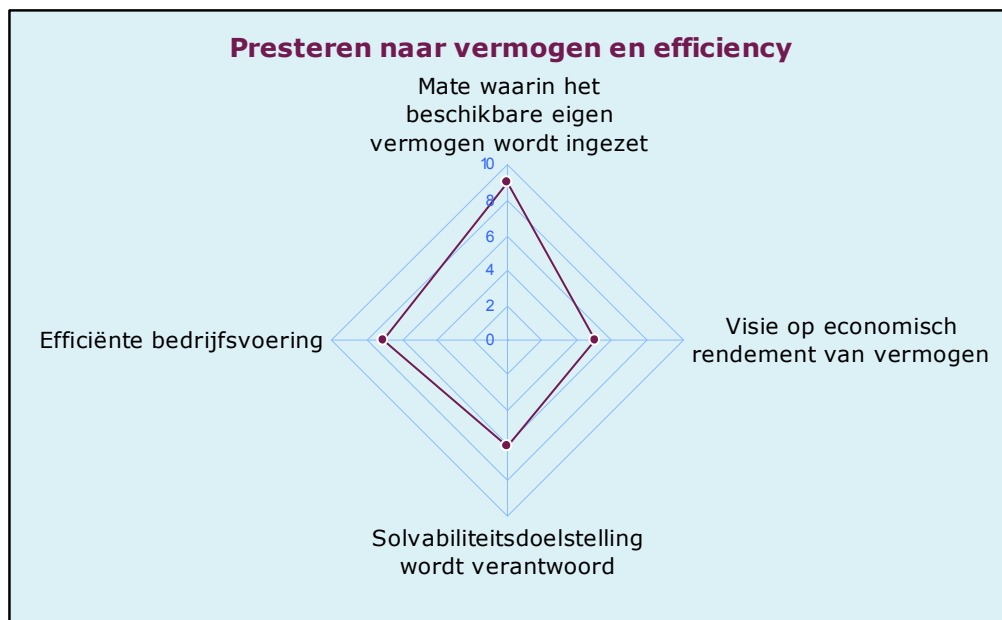 Presteren naar vermogen en efficiency
Mate waarin het
beschikbare eigen
vermogen wordt ingezet
10
8
6
4
2
0
Efficiënte bedrijfsvoering
Visie op economisch
rendement van vermogen
Solvabiliteitsdoelstelling
wordt verantwoord